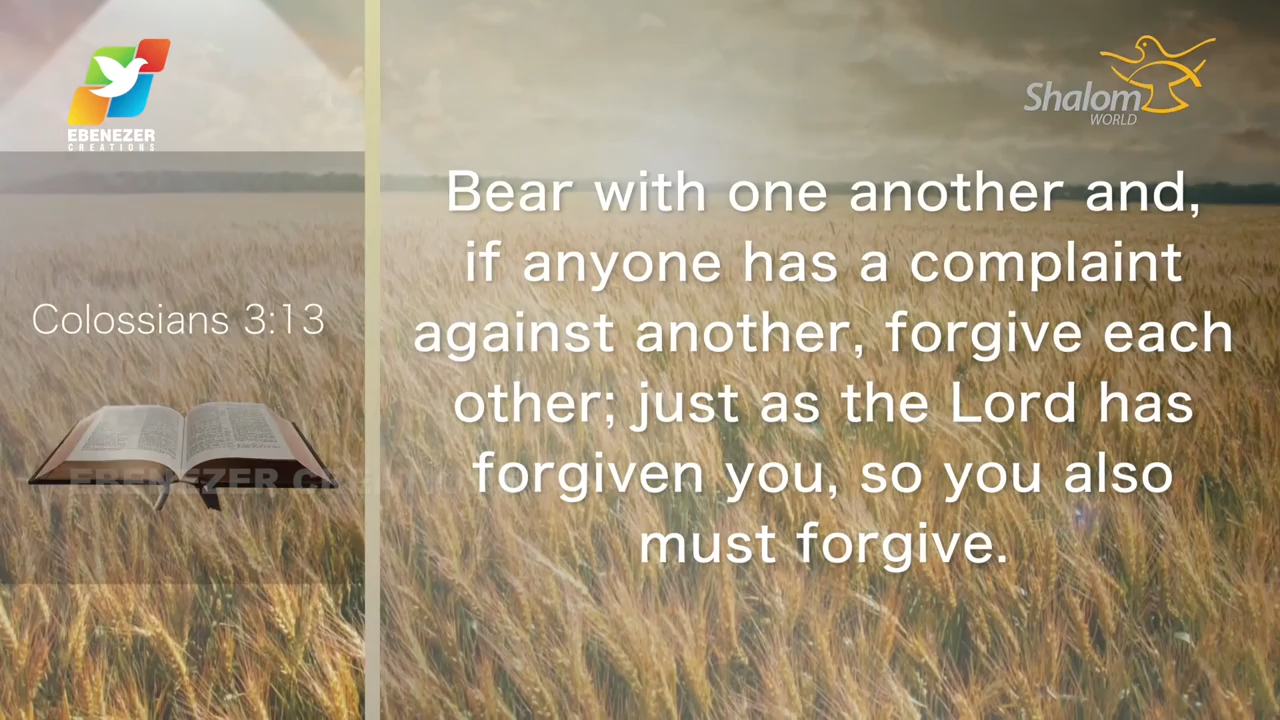 EBENEZER
CREATIONS
Shalom
WORLD
Colossians 3:13
Bear with one another and,
if anyone has a complaint
against another, forgive each
other; just as the Lord has
forgiven you, so you also
must forgive.